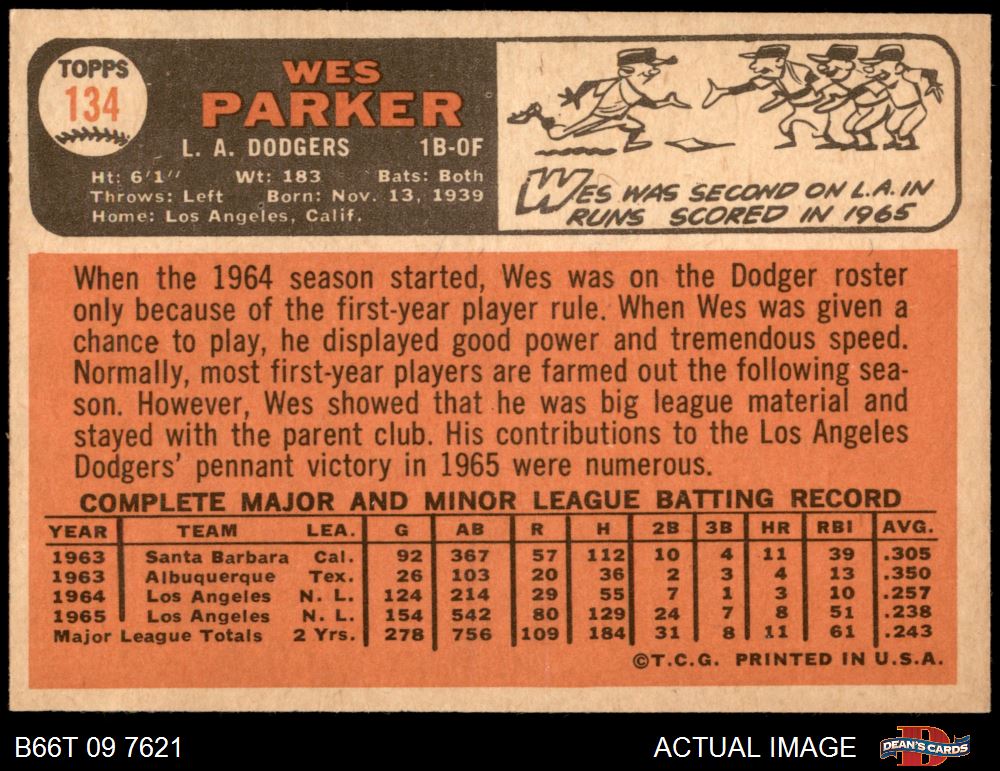 TOPPS
134
WES
PARKER
L. A. DODGERS 1B-OF
Ht: 6'1" Wt: 183 Bats: Both
Throws: Left Born: Nov. 13, 1939
Home: Los Angeles, Calif.
WES WAS SECOND ON L.A. IN
RUNS SCORED IN 1965
When the 1964 season started, Wes was on the Dodger roster
only because of the first-year player rule. When Wes was given a
chance to play, he displayed good power and tremendous speed.
Normally, most first-year players are farmed out the following sea-
son. However, Wes showed that he was big league material and
stayed with the parent club. His contributions to the Los Angeles
Dodgers' pennant victory in 1965 were numerous.
COMPLETE MAJOR AND MINOR LEAGUE BATTING RECORD
YEAR TEAM LEA. G AB R H 2B 3B HR RBI AVG.
1963 Santa Barbara Cal. 92 367 57 112 10 4 11 39 .305
1963 Albuquerque Tex. 26 103 20 36 2 3 4 13 .350
1964 Los Angeles N. L. 124 214 29 55 7 1 3 10 .257
1965 Los Angeles N. L. 154 542 80 129 24 7 8 51 .238
Major League Totals 2 Yrs. 278 756 109 184 31 8 11 61 .243
©T.C.G. PRINTED IN U.S.A.
B66T 09 7621 ACTUAL IMAGE DEAN'S CARDS